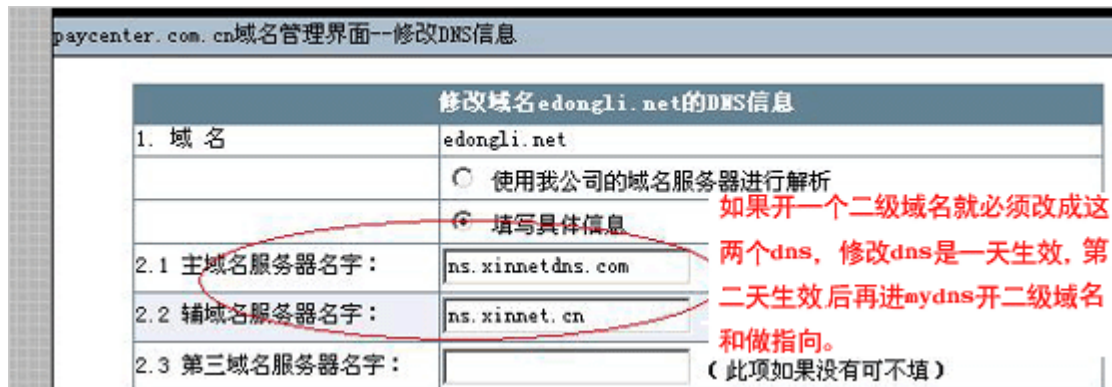 paycenter.com.cn域名管理界面--修改DNS信息
修改域名edongli.net的DNS信息
1. 域 名 edongli.net
使用我公司的域名服务器进行解析
填写具体信息
如果开一个二级域名就必须改成这
两个dns，修改dns是一天生效，第
二天生效后再进mydns开二级域名
和做指向。
2.1 主域名服务器名字： ns.xinnetdns.com
2.2 辅域名服务器名字： ns.xinnet.cn
2.3 第三域名服务器名字： （此项如果没有可不填）